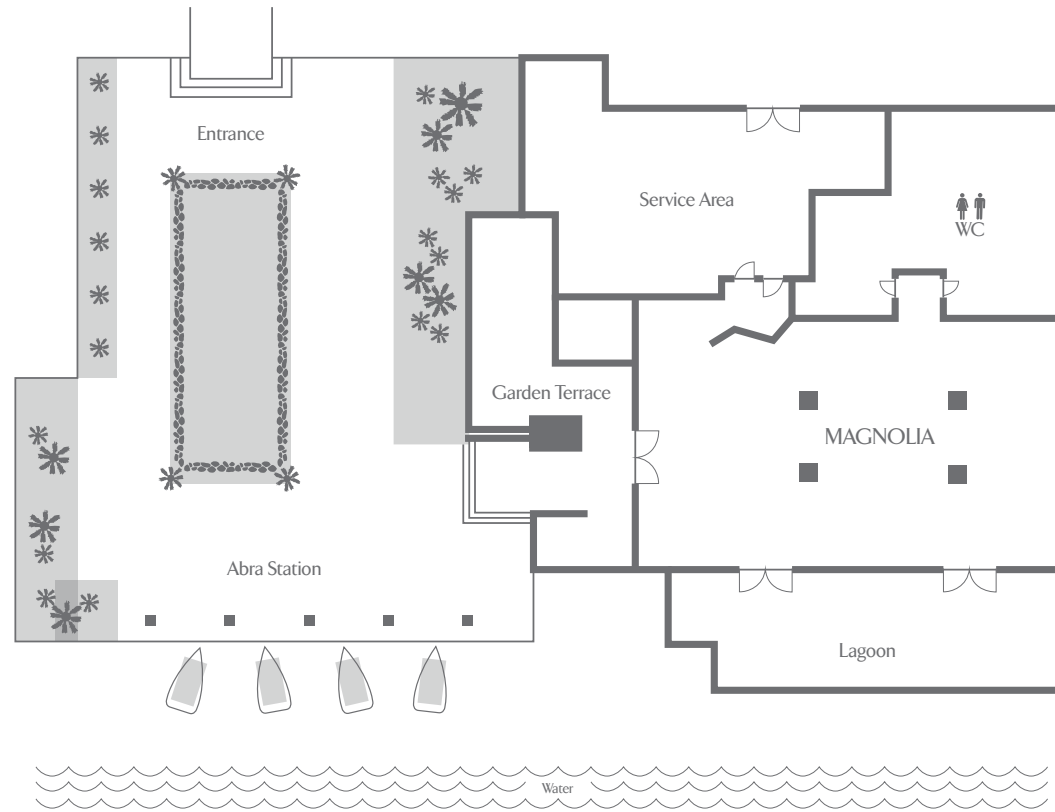 Entrance
Service Area
WC
Garden Terrace
MAGNOLIA
Abra Station
Lagoon
Water